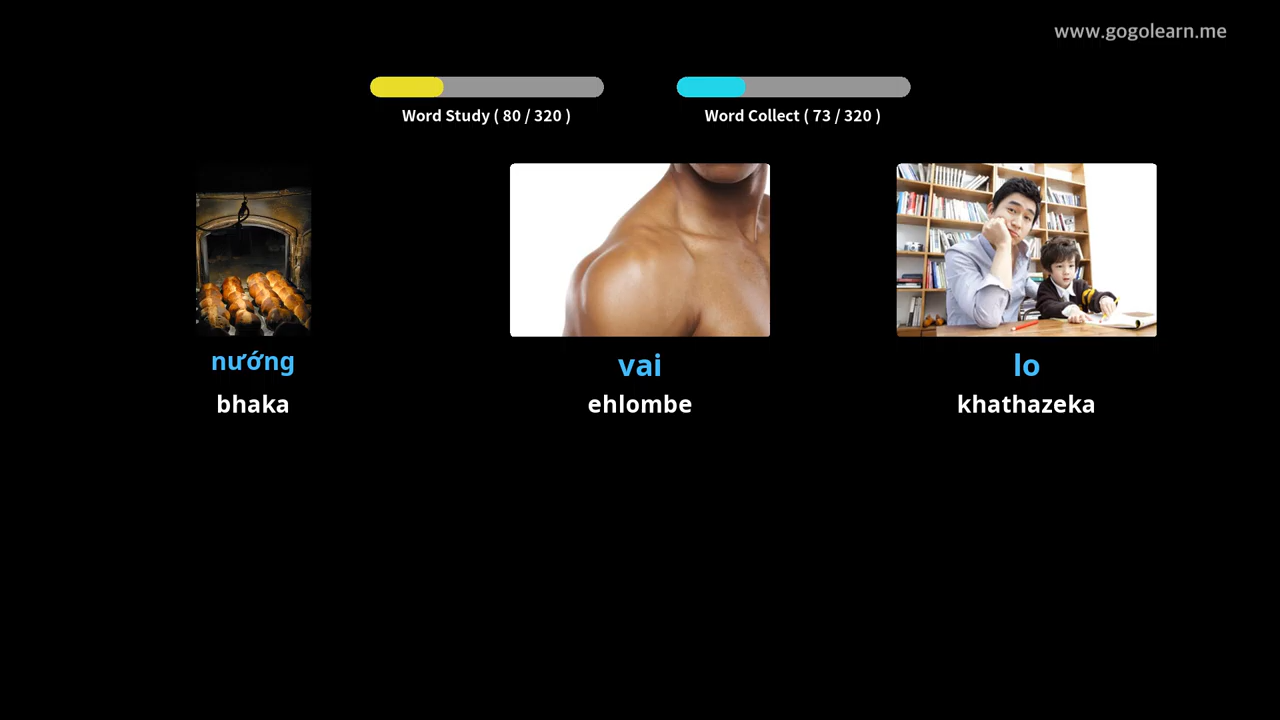 www.gogolearn.me
Word Study ( 80 / 320 )
Word Collect ( 73 / 320 )
nướng
bhaka
vai
ehlombe
lo
khathazeka